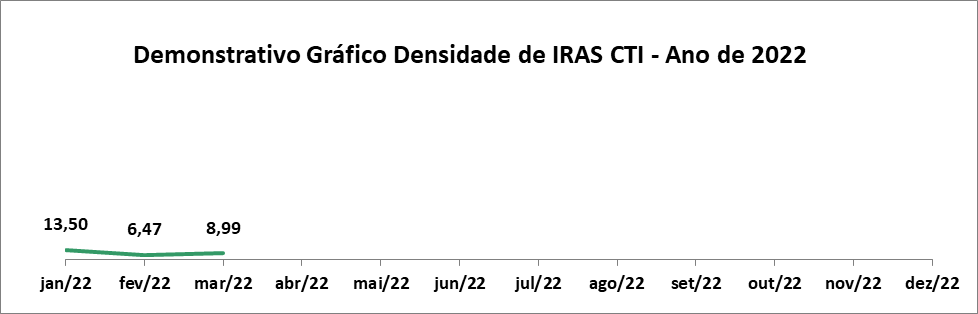 Demonstrativo Gráfico Densidade de IRAS CTI - Ano de 2022
13,50 6,47 8,99
jan/22 fev/22 mar/22 abr/22 mai/22 jun/22 jul/22 ago/22 set/22 out/22 nov/22 dez/22